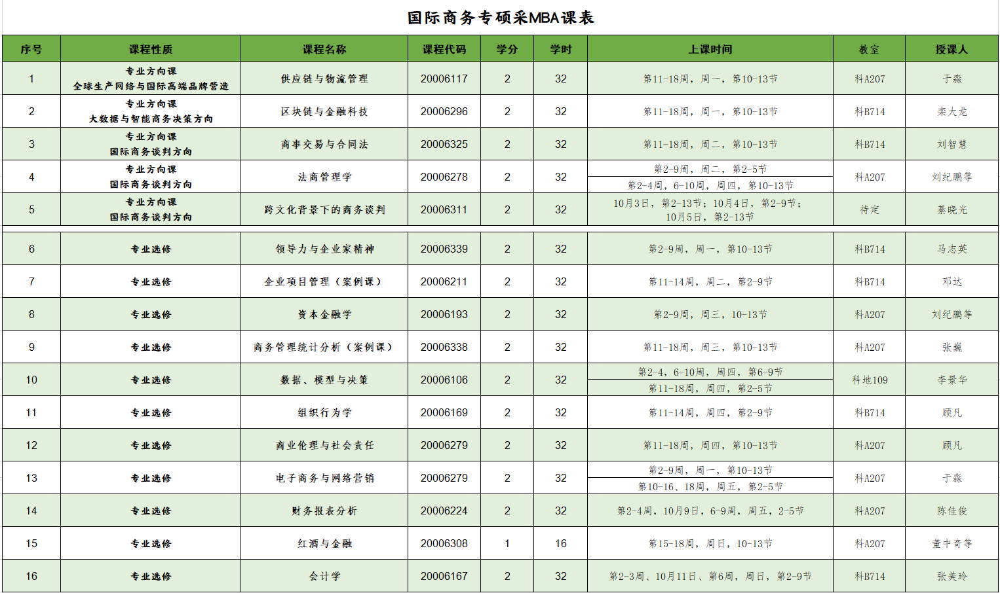 国际商务专硕采MBA课表
序号 课程性质 课程名称 课程代码 学分 学时 上课时间 教室 授课人
1 专业方向课 全球生产网络与国际高端品牌营造 供应链与物流管理 20006117 2 32 第11-18周，周一，第10-13节 科A207 于淼
2 专业方向课 大数据与智能商务决策方向 区块链与金融科技 20006296 2 32 第11-18周，周一，第10-13节 科B714 栾大龙
3 专业方向课 国际商务谈判方向 商事交易与合同法 20006325 2 32 第11-18周，周二，第10-13节 科B714 刘智慧
4 专业方向课 国际商务谈判方向 法商管理学 20006278 2 32 第2-9周，周二，第2-5节 第2-4周，6-10周，周四，第10-13节 科A207 刘纪鹏等
5 专业方向课 国际商务谈判方向 跨文化背景下的商务谈判 20006311 2 32 10月3日，第2-13节；10月4日，第2-9节； 10月5日，第2-13节 待定 綦晓光
6 专业选修 领导力与企业家精神 20006339 2 32 第2-9周，周一，第10-13节 科B714 马志英
7 专业选修 企业项目管理（案例课） 20006211 2 32 第11-14周，周二，第2-9节 科B714 邓达
8 专业选修 资本金融学 20006193 2 32 第2-9周，周三，10-13节 科A207 刘纪鹏等
9 专业选修 商务管理统计分析（案例课） 20006338 2 32 第11-18周，周三，第10-13节 科A207 张巍
10 专业选修 数据、模型与决策 20006106 2 32 第2-4，6-10周，周四，第6-9节 第11-18周，周四，第2-5节 科地109 李景华
11 专业选修 组织行为学 20006169 2 32 第11-14周，周四，第2-9节 科B714 顾凡
12 专业选修 商业伦理与社会责任 20006279 2 32 第11-18周，周四，第10-13节 科A207 顾凡
13 专业选修 电子商务与网络营销 20006279 2 32 第2-9周，周一，第10-13节 第10-16、18周，周五，第2-5节 科A207 于淼
14 专业选修 财务报表分析 20006224 2 32 第2-4周，10月9日，6-9周，周五，2-5节 科A207 陈佳俊
15 专业选修 红酒与金融 20006308 1 16 第15-18周，周日，10-13节 科A207 董中奇等
16 专业选修 会计学 20006167 2 32 第2-3周、10月11日、第6周，周日，第2-9节 科B714 张美玲